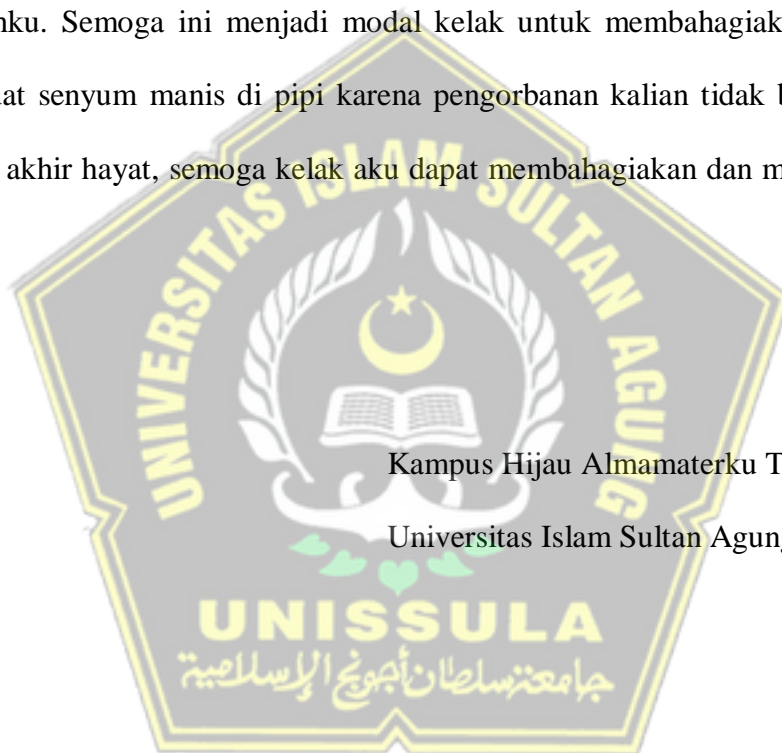 nku. Semoga ini menjadi modal kelak untuk membahagiak
at senyum manis di pipi karena pengorbanan kalian tidak b
akhir hayat, semoga kelak aku dapat membahagiakan dan m
UNIVERSITAS ISLAM SULTAN AGUNG
Kampus Hijau Almamaterku T
Universitas Islam Sultan Agung
UNISSULA
جامعة سلطان أجونج الإسلامية